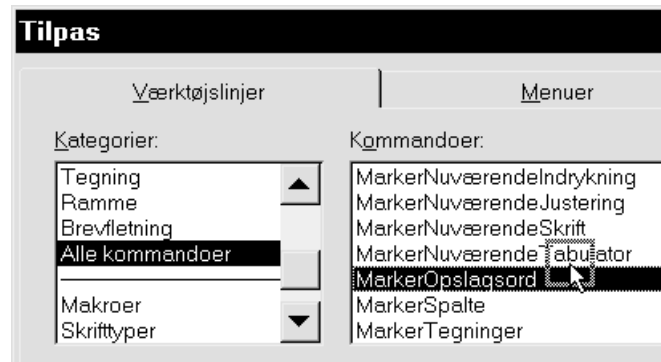 Tilpas
Værktøjslinjer
Menuer
Kategorier:
Tegning
Ramme
Brevfletning
Alle kommandoer
Makroer
Skrifttyper
Kommandoer:
MarkerNuværendeIndrykning
MarkerNuværendeJustering
MarkerNuværendeSkrift
MarkerNuværendeTabulator
MarkerOpslagsord
MarkerSpalte
MarkerTegninger